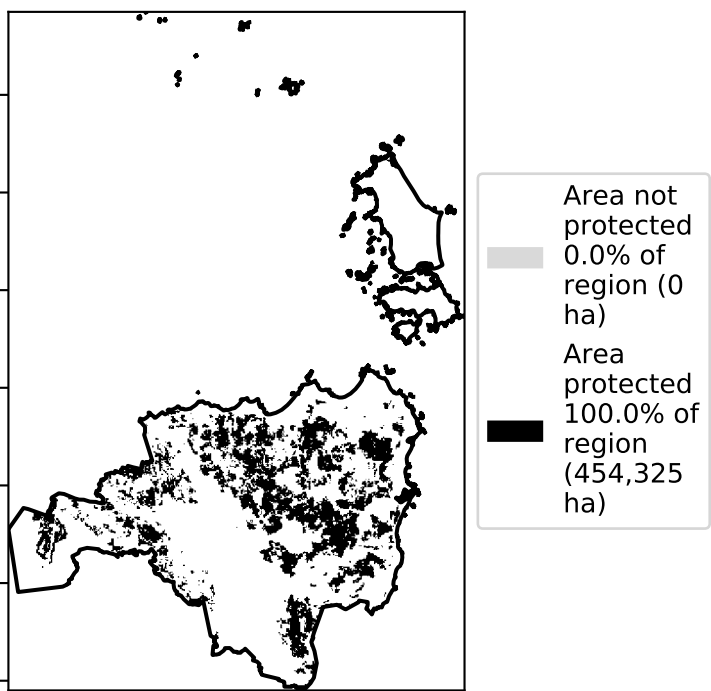 Area not
protected
0.0% of
region (0
ha)
Area
protected
100.0% of
region
(454,325
ha)